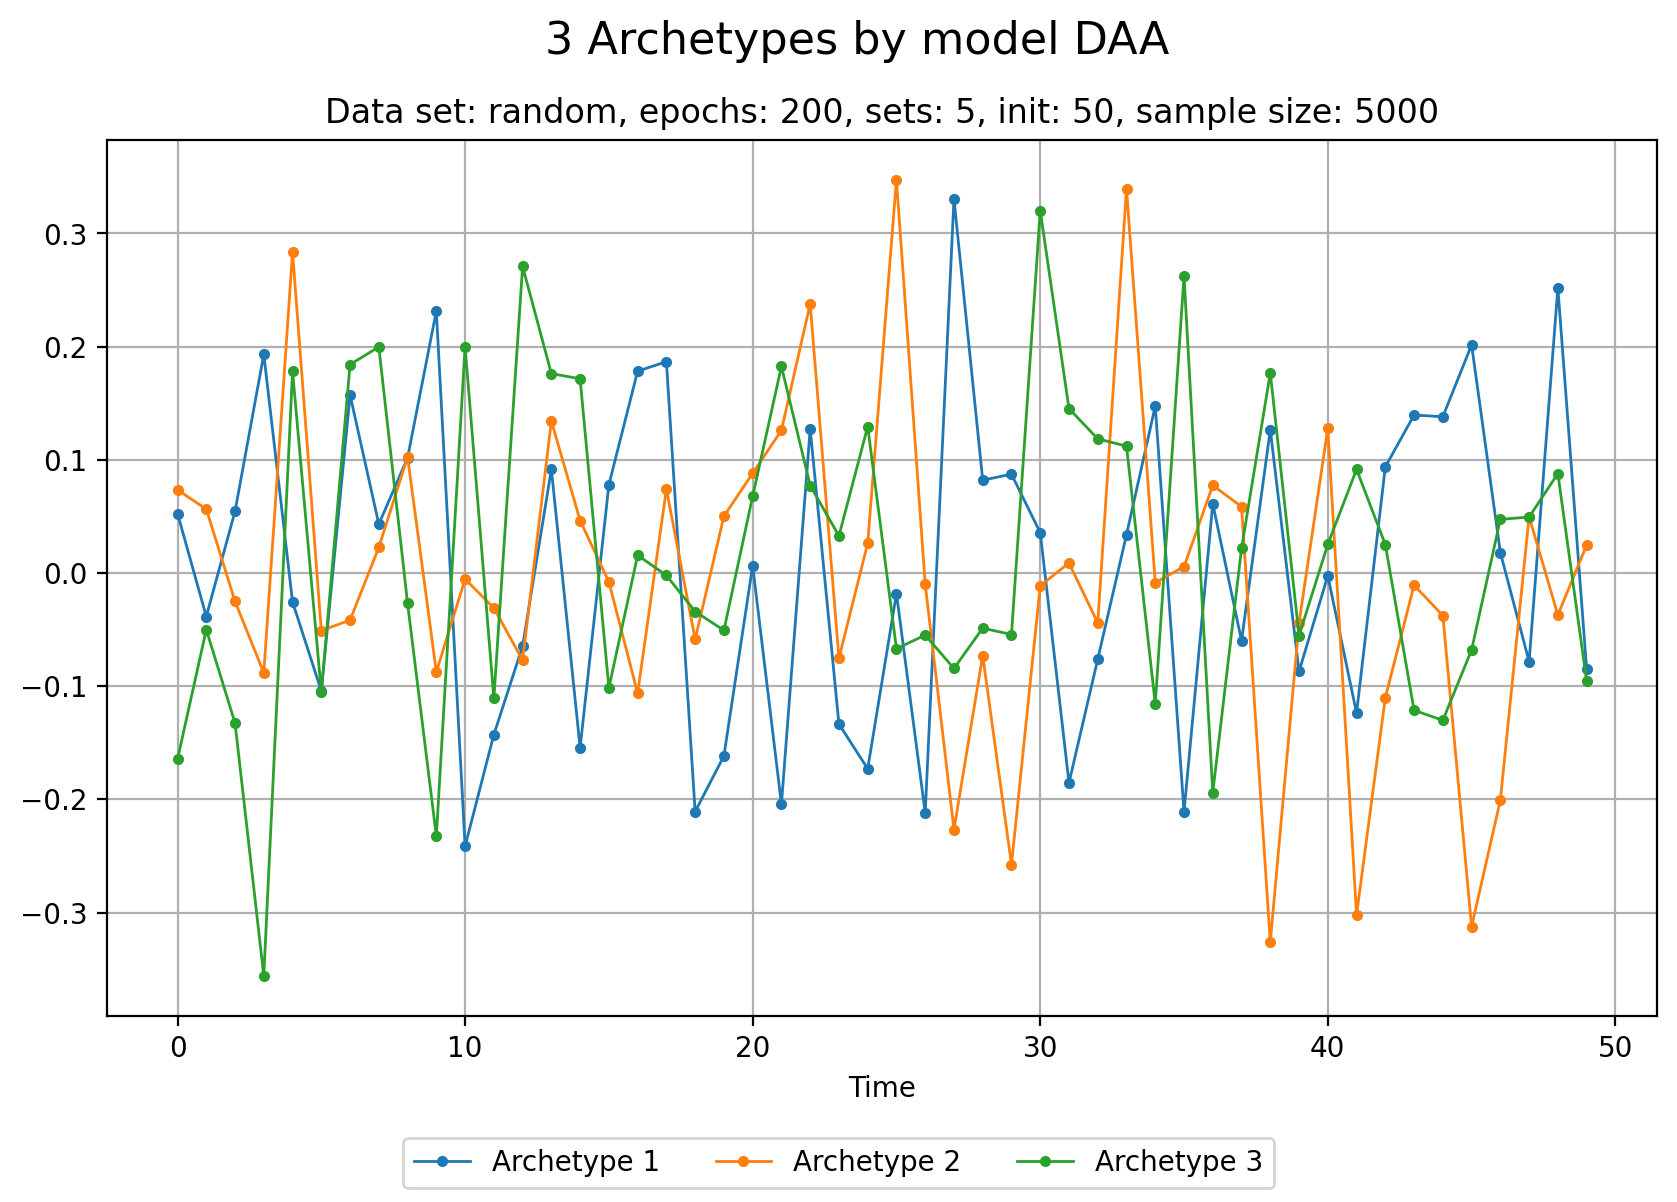 3 Archetypes by model DAA
Data set: random, epochs: 200, sets: 5, init: 50, sample size: 5000
0.3
0.2
0.1
0.0
−0.1
−0.2
−0.3
0 10 20 30 40 50
Time
Archetype 1 Archetype 2 Archetype 3